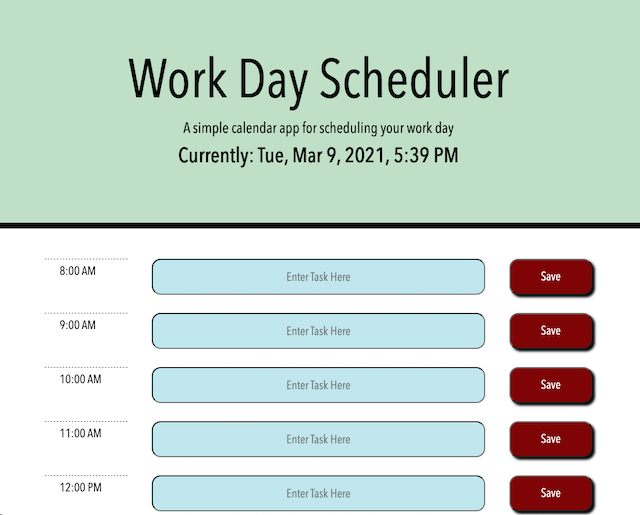 Work Day Scheduler
A simple calendar app for scheduling your work day
Currently: Tue, Mar 9, 2021, 5:39 PM
8:00 AM Enter Task Here Save
9:00 AM Enter Task Here Save
10:00 AM Enter Task Here Save
11:00 AM Enter Task Here Save
12:00 PM Enter Task Here Save